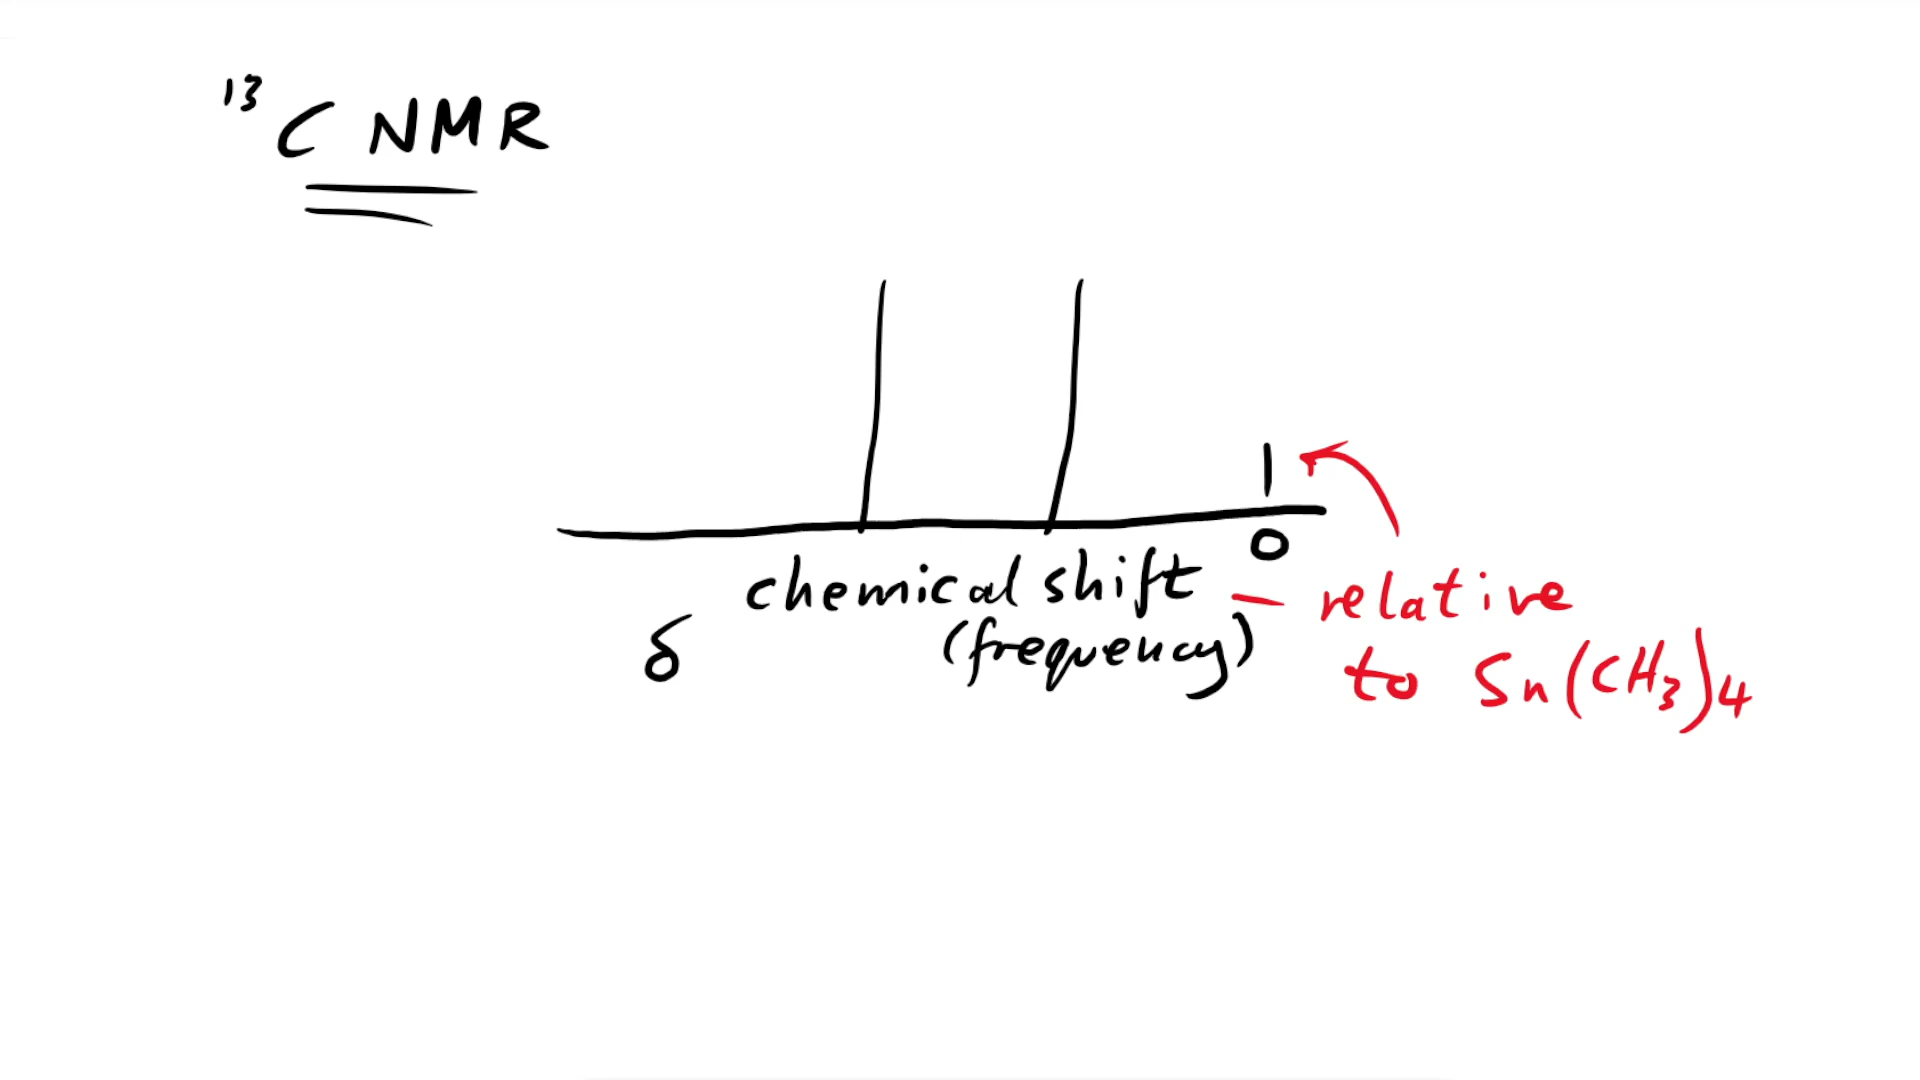 ¹³C NMR
0
chemical shift – relative
δ (frequency) to Sn(CH₃)₄